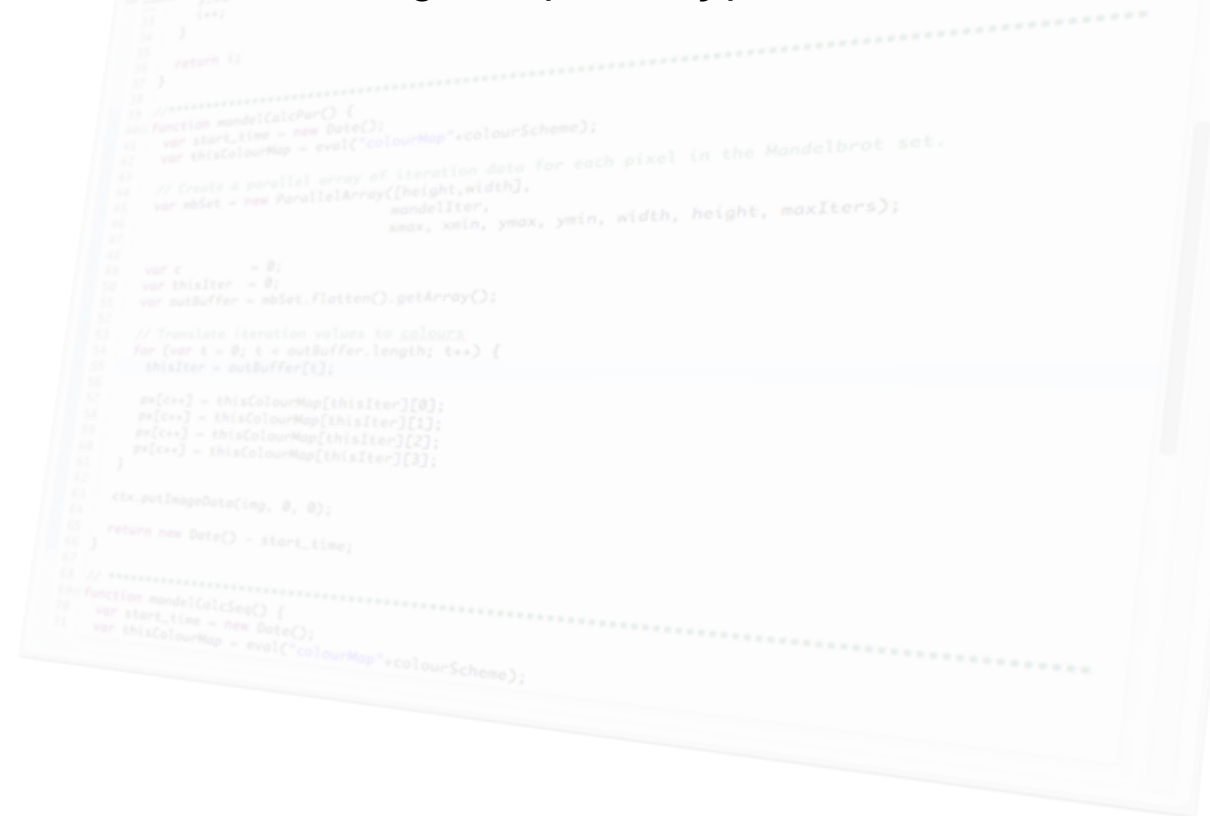 i++;
}
return i;
}
//****************************************************************
function mandelCalcPar() {
var start_time = new Date();
var thisColourMap = eval("colourMap"+colourScheme);
// Create a parallel array of iteration data for each pixel in the Mandelbrot set.
var mbSet = new ParallelArray([height,width],
mandelIter,
xmax, xmin, ymax, ymin, width, height, maxIters);
var c = 0;
var thisIter = 0;
var outBuffer = mbSet.flatten().getArray();
// Translate iteration values to colours
for (var t = 0; t < outBuffer.length; t++) {
thisIter = outBuffer[t];
px[c++] = thisColourMap[thisIter][0];
px[c++] = thisColourMap[thisIter][1];
px[c++] = thisColourMap[thisIter][2];
px[c++] = thisColourMap[thisIter][3];
}
ctx.putImageData(img, 0, 0);
return new Date() - start_time;
}
// ****************************************************************
function mandelCalcSeq() {
var start_time = new Date();
var thisColourMap = eval("colourMap"+colourScheme);